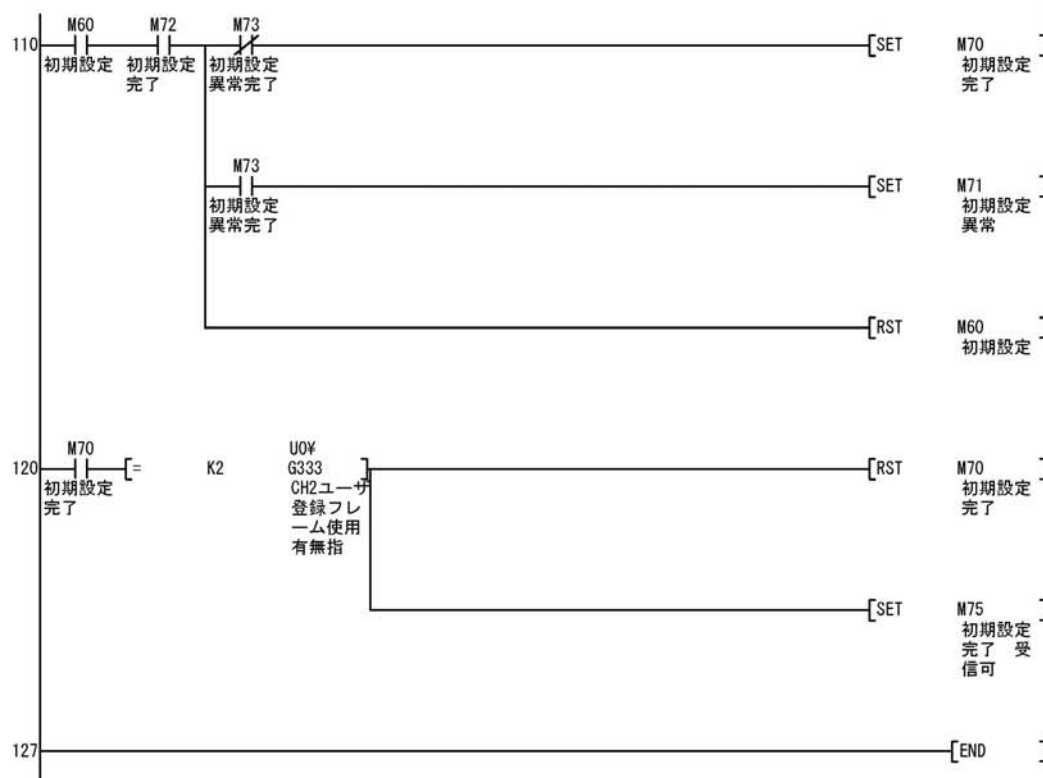 M60 M72 M73
110 [SET M70 ]
初期設定 初期設定 初期設定 初期設定
完了 異常完了 完了
M73
[SET M71 ]
初期設定 初期設定
異常完了 異常
[RST M60 ]
初期設定
M70 U0¥
120 [= K2 G333 ] [RST M70 ]
初期設定 CH2ユーザ 初期設定
完了 登録フレ 完了
ーム使用
有無指
[SET M75 ]
初期設定
完了 受
信可
127 [END ]